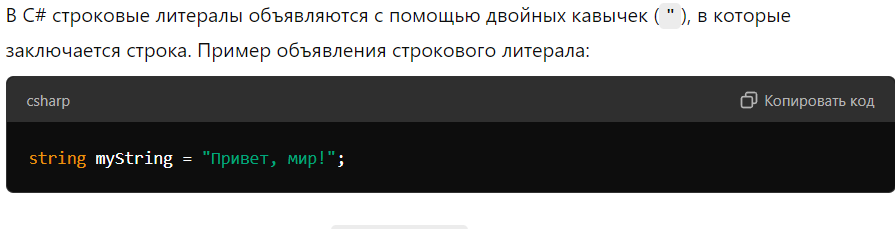 В C# строковые литералы объявляются с помощью двойных кавычек ( " ), в которые
заключается строка. Пример объявления строкового литерала:
csharp Копировать код
string myString = "Привет, мир!";